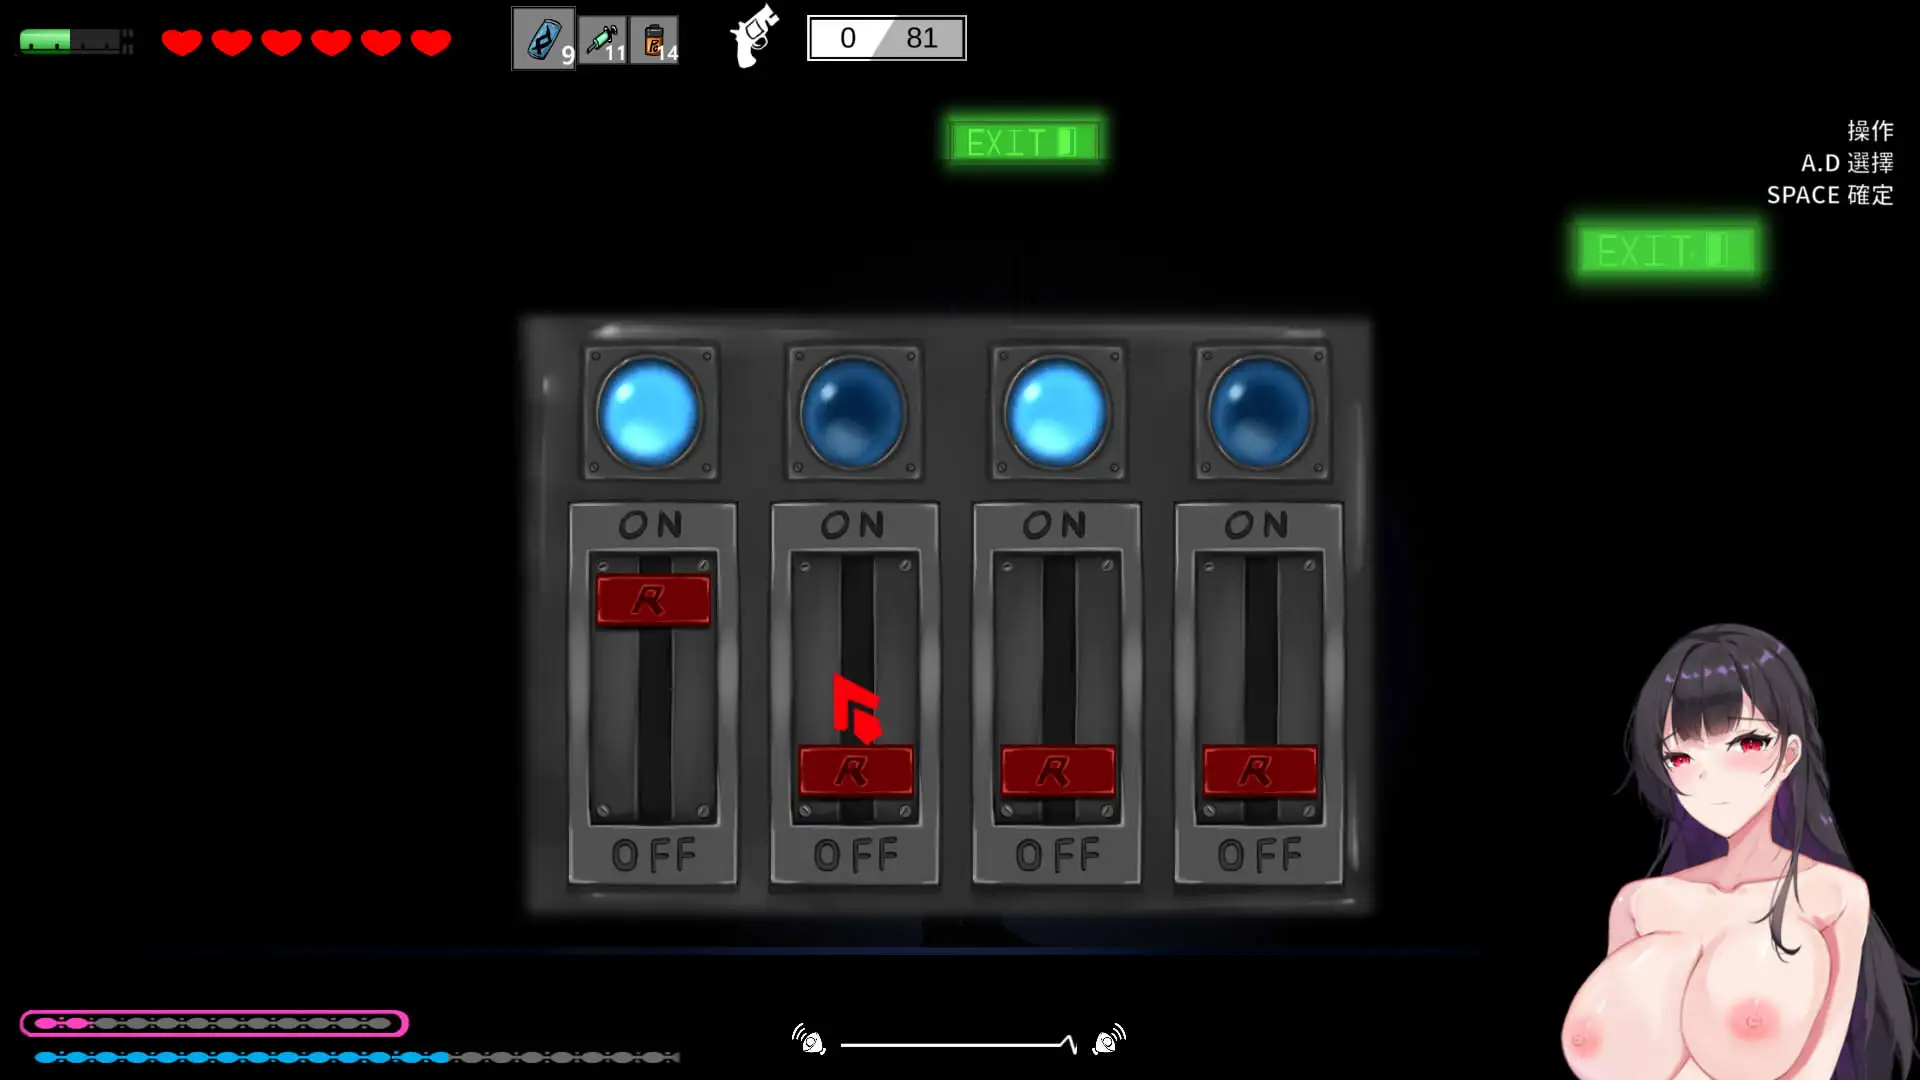 9 11 14
0 81
EXIT
操作
A.D 選擇
SPACE 確定
EXIT
ON ON ON ON
R
R R R
OFF OFF OFF OFF